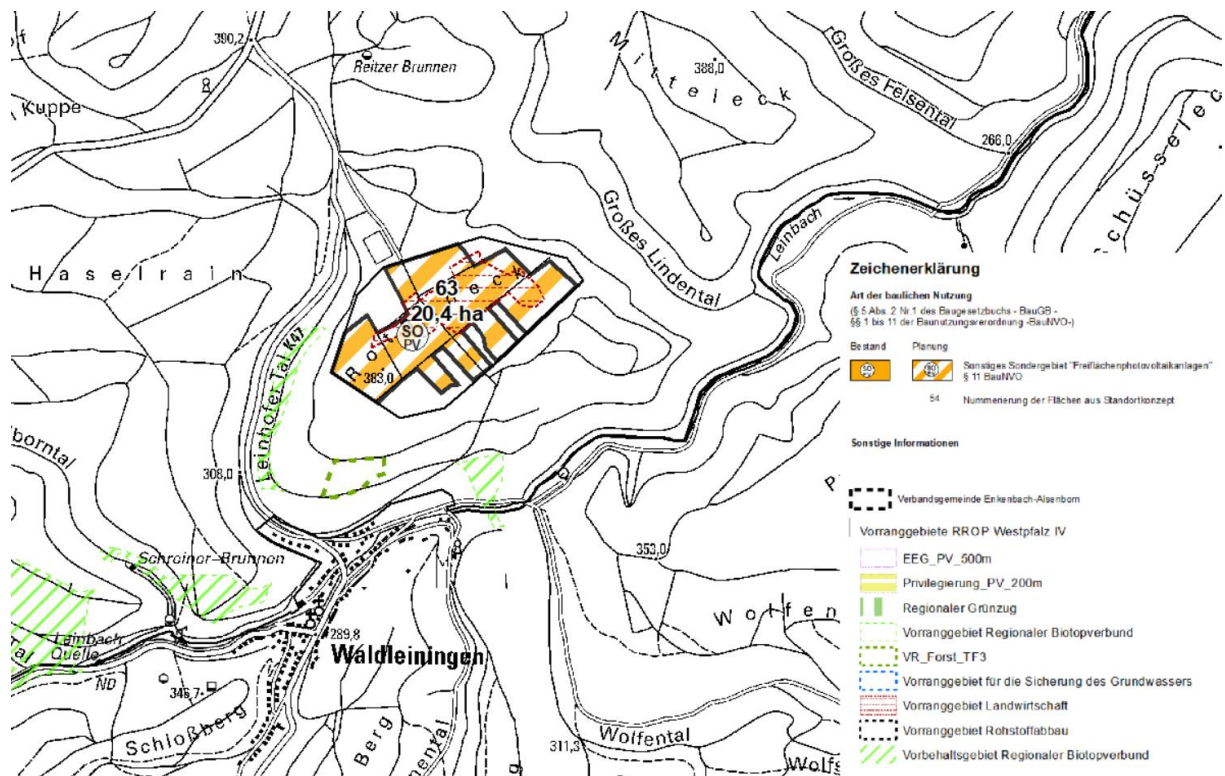 390,2
Reitzer Brunnen
Kuppe
Mitteleck
388,0
Großes Felsental
266,0
Haselrain
Großes Lindental
Leinbach
63
20,4 ha
SO
PV
383,0
Leinhofer Tal
K47
308,0
borntal
353,0
Leinbach
Quelle
ND
289,8
Waldleiningen
346,7
Schloßberg
Berg
Wolfental
311,3
Zeichenerklärung
Art der baulichen Nutzung
(§ 5 Abs. 2 Nr.1 des Baugesetzbuchs - BauGB -
§§ 1 bis 11 der Baunutzungsverordnung -BauNVO-)
Bestand Planung
Sonstiges Sondergebiet "Freiflächenphotovoltaikanlagen"
§ 11 BauNVO
54 Nummerierung der Flächen aus Standortkonzept
Sonstige Informationen
Verbandsgemeinde Enkenbach-Alsenborn
Vorranggebiete RROP Westpfalz IV
EEG_PV_500m
Privilegierung_PV_200m
Regionaler Grünzug
Vorranggebiet Regionaler Biotopverbund
VR_Forst_TF3
Vorranggebiet für die Sicherung des Grundwassers
Vorranggebiet Landwirtschaft
Vorranggebiet Rohstoffabbau
Vorbehaltsgebiet Regionaler Biotopverbund